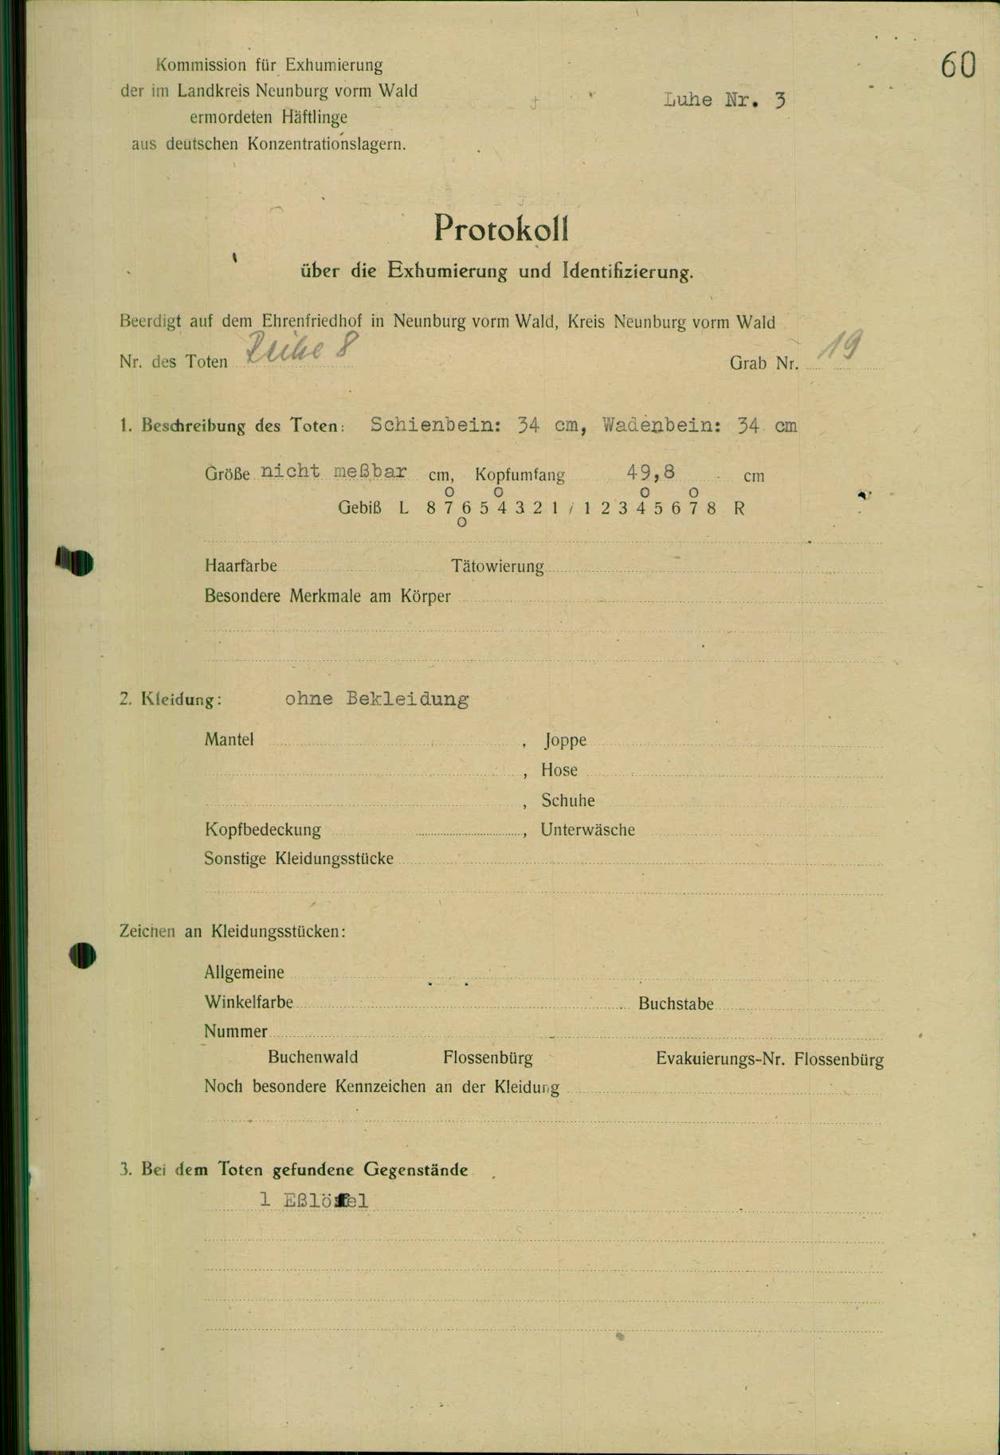 60
Kommission für Exhumierung
der im Landkreis Neunburg vorm Wald
ermordeten Häftlinge
aus deutschen Konzentrationslagern.
Luhe Nr. 3
Protokoll
über die Exhumierung und Identifizierung.
Beerdigt auf dem Ehrenfriedhof in Neunburg vorm Wald, Kreis Neunburg vorm Wald
Nr. des Toten Reihe 8 Grab Nr. 19
1. Beschreibung des Toten: Schienbein: 34 cm, Wadenbein: 34 cm
Größe nicht meßbar cm, Kopfumfang 49,8 cm
O O O O
Gebiß L 8 7 6 5 4 3 2 1 / 1 2 3 4 5 6 7 8 R
O
Haarfarbe Tätowierung
Besondere Merkmale am Körper
2. Kleidung: ohne Bekleidung
Mantel , Joppe
, Hose
, Schuhe
Kopfbedeckung , Unterwäsche
Sonstige Kleidungsstücke
Zeichen an Kleidungsstücken:
Allgemeine
Winkelfarbe Buchstabe
Nummer
Buchenwald Flossenbürg Evakuierungs-Nr. Flossenbürg
Noch besondere Kennzeichen an der Kleidung
3. Bei dem Toten gefundene Gegenstände
1 Eßlöffel